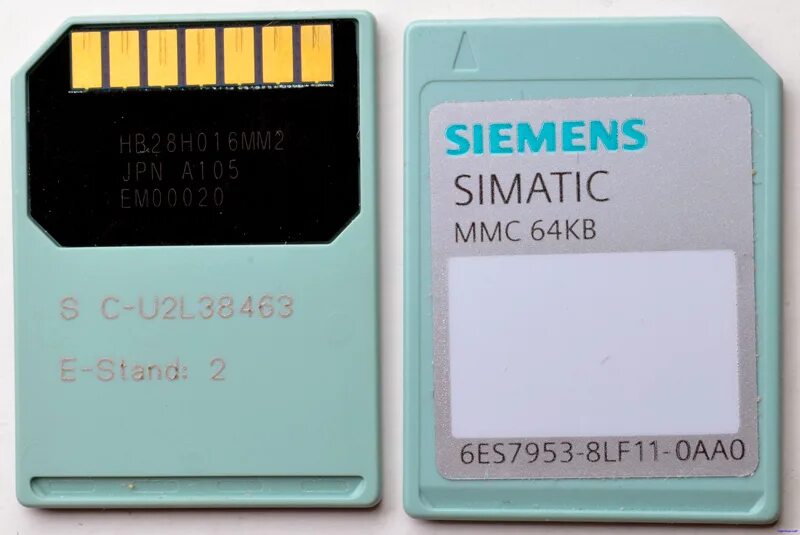 HB28H016MM2
JPN A105
EM00020
S C-U2L38463
E-Stand: 2
SIEMENS
SIMATIC
MMC 64KB
6ES7953-8LF11-0AA0